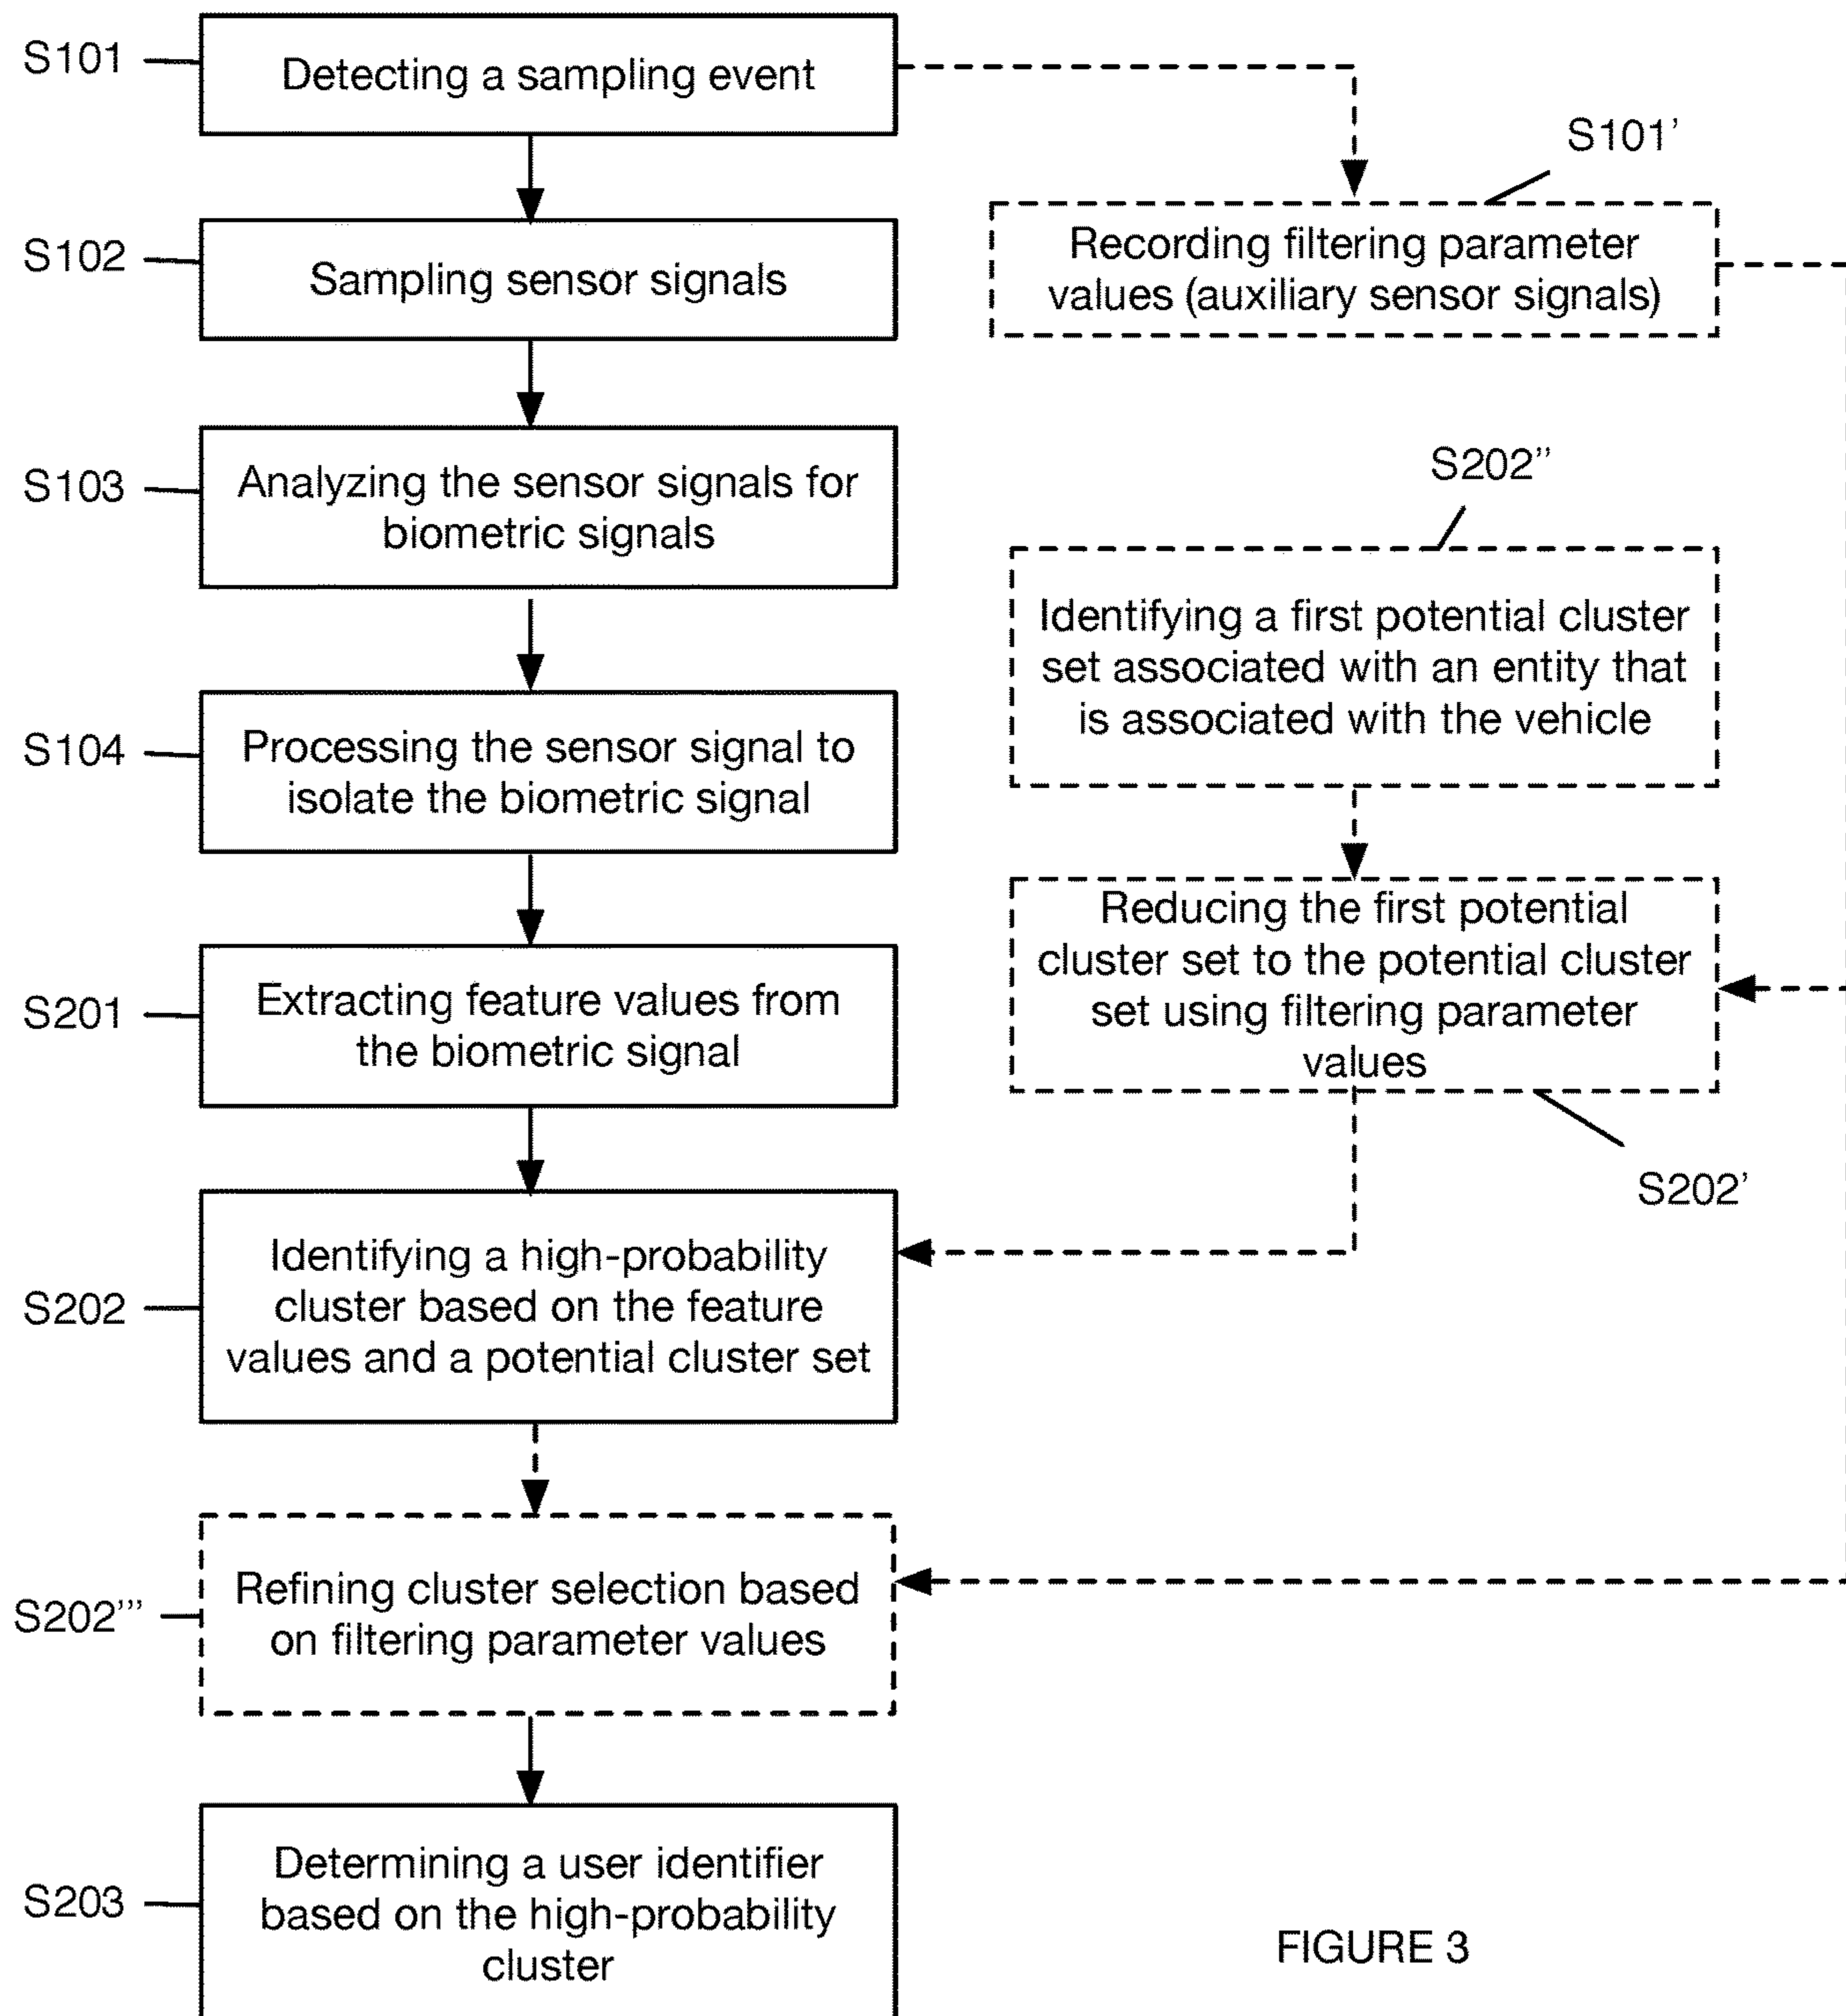 S101
Detecting a sampling event
S101'
Recording filtering parameter
values (auxiliary sensor signals)
S102
Sampling sensor signals
S103
Analyzing the sensor signals for
biometric signals
S202''
Identifying a first potential cluster
set associated with an entity that
is associated with the vehicle
S104
Processing the sensor signal to
isolate the biometric signal
Reducing the first potential
cluster set to the potential cluster
set using filtering parameter
values
S202'
S201
Extracting feature values from
the biometric signal
S202
Identifying a high-probability
cluster based on the feature
values and a potential cluster set
S202'''
Refining cluster selection based
on filtering parameter values
S203
Determining a user identifier
based on the high-probability
cluster
FIGURE 3